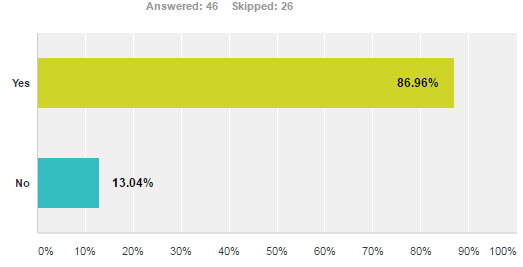 Answered: 46 Skipped: 26
Yes 86.96%
No 13.04%
0% 10% 20% 30% 40% 50% 60% 70% 80% 90% 100%